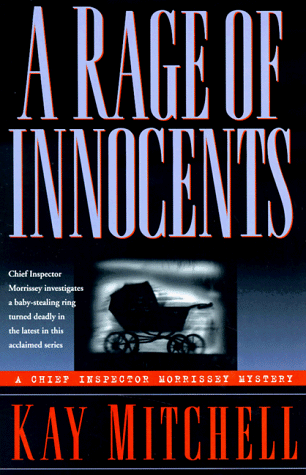 A RAGE OF
INNOCENTS
Chief Inspector
Morrissey investigates
a baby-stealing ring
turned deadly in
the latest in this
acclaimed series
A CHIEF INSPECTOR MORRISSEY MYSTERY
KAY MITCHELL